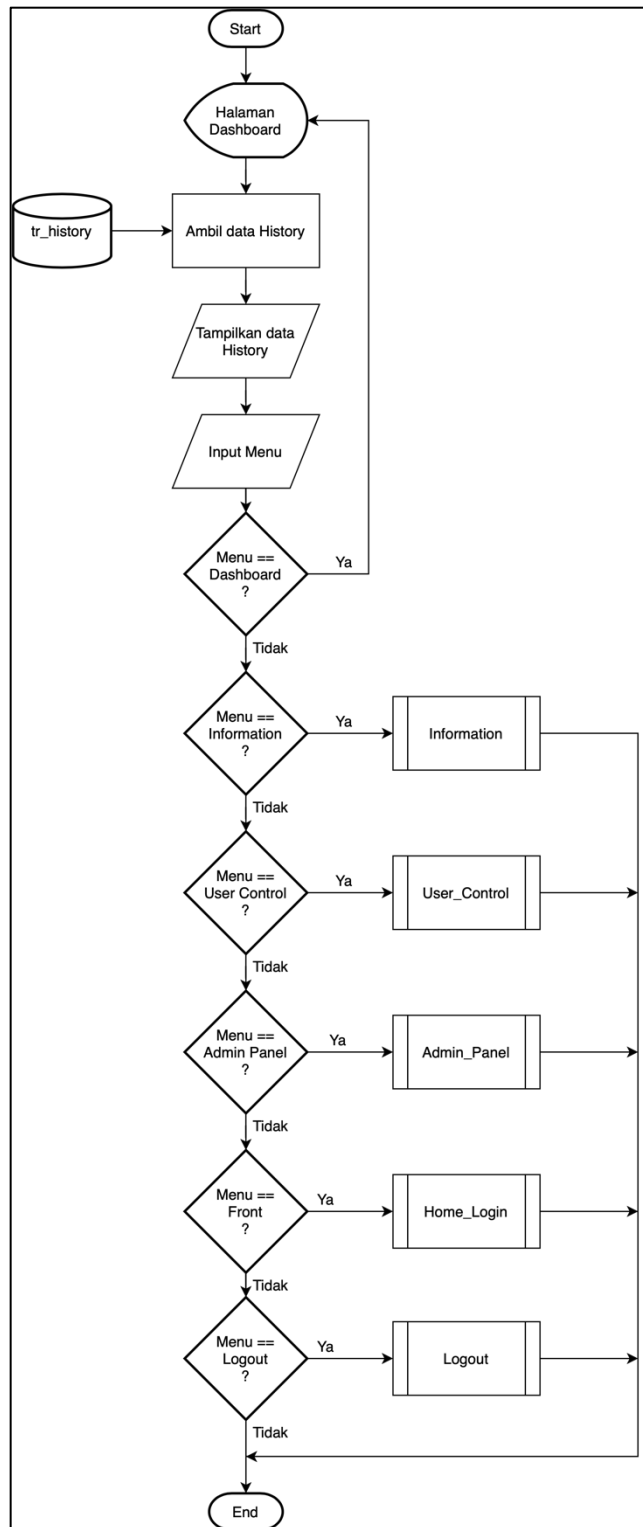 Start
Halaman
Dashboard
tr_history
Ambil data History
Tampilkan data
History
Input Menu
Menu ==
Dashboard
?
Ya
Tidak
Menu ==
Information
?
Ya
Information
Tidak
Menu ==
User Control
?
Ya
User_Control
Tidak
Menu ==
Admin Panel
?
Ya
Admin_Panel
Tidak
Menu ==
Front
?
Ya
Home_Login
Tidak
Menu ==
Logout
?
Ya
Logout
Tidak
End